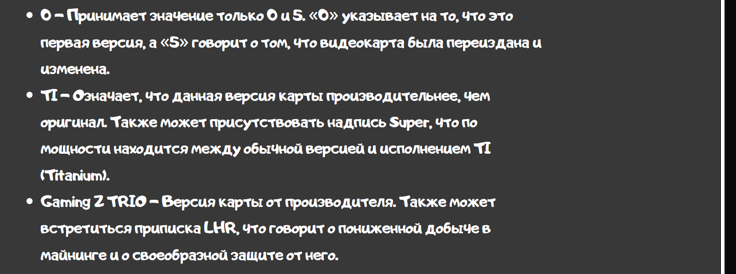 • 0 – Принимает значение только 0 и 5. «0» указывает на то, что это
первая версия, а «5» говорит о том, что видеокарта была переиздана и
изменена.
• TI – Означает, что данная версия карты производительнее, чем
оригинал. Также может присутствовать надпись Super, что по
мощности находится между обычной версией и исполнением TI
(Titanium).
• Gaming Z TRIO – Версия карты от производителя. Также может
встретиться приписка LHR, что говорит о пониженной добыче в
майнинге и о своеобразной защите от него.